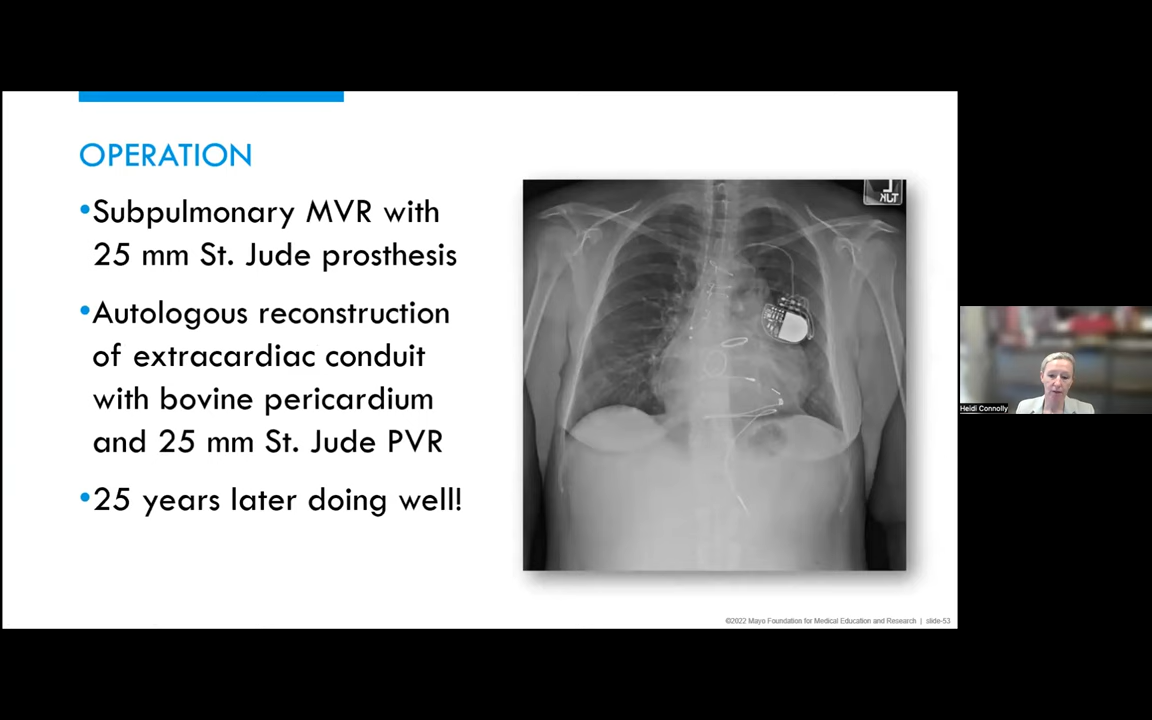 OPERATION
•Subpulmonary MVR with
25 mm St. Jude prosthesis
•Autologous reconstruction
of extracardiac conduit
with bovine pericardium
and 25 mm St. Jude PVR
•25 years later doing well!
L
©2022 Mayo Foundation for Medical Education and Research | slide-53
Heidi Connolly